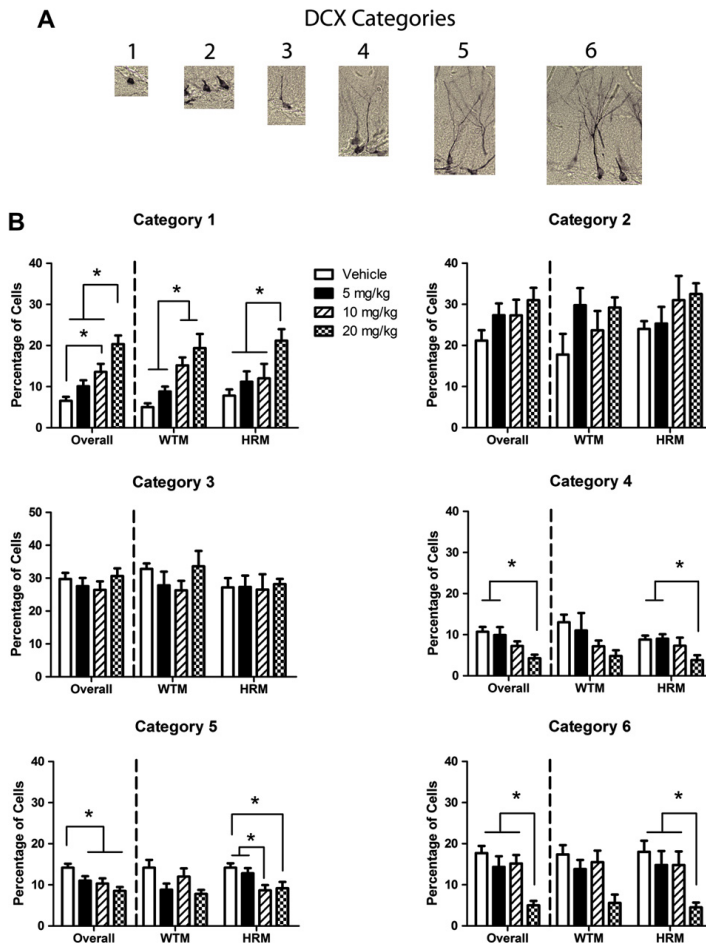 A
DCX Categories
1 2 3 4 5 6
B
Category 1
Percentage of Cells
40
30
20
10
0
* * * *
Overall WTM HRM
Vehicle
5 mg/kg
10 mg/kg
20 mg/kg
Category 2
Percentage of Cells
40
30
20
10
0
Overall WTM HRM
Category 3
Percentage of Cells
50
40
30
20
10
0
Overall WTM HRM
Category 4
Percentage of Cells
40
30
20
10
0
* *
Overall WTM HRM
Category 5
Percentage of Cells
40
30
20
10
0
* * *
Overall WTM HRM
Category 6
Percentage of Cells
40
30
20
10
0
* *
Overall WTM HRM